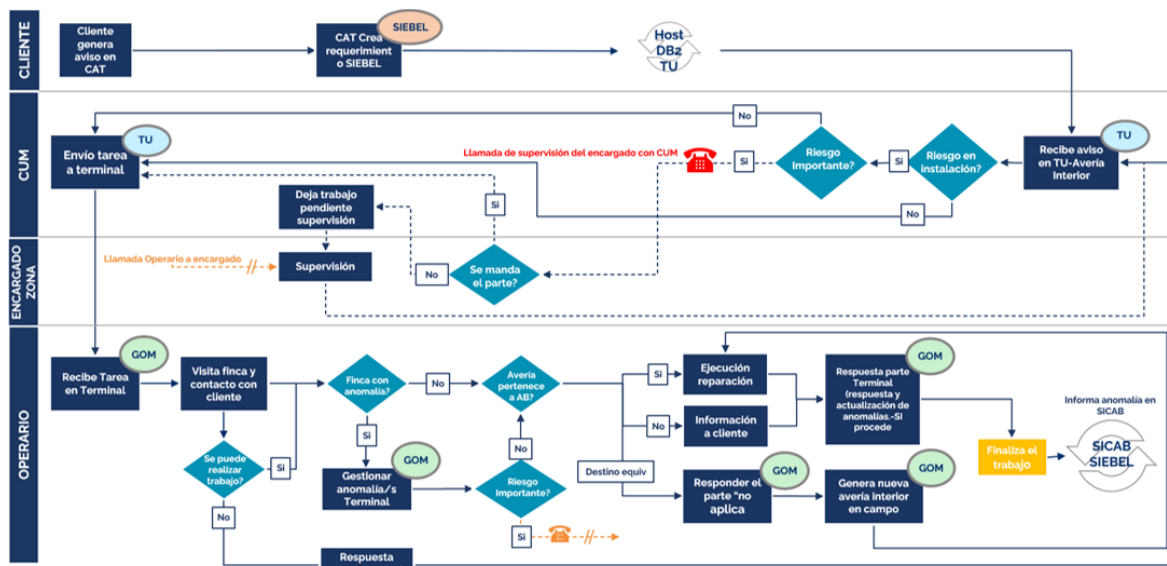 CLIENTE
Cliente
genera
aviso en
CAT
CAT Crea
requerimient
o SIEBEL
SIEBEL
Host
DB2
TU
CUM
Envío tarea
a terminal
TU
No
Llamada de supervisión del encargado con CUM
Si
Riesgo
Importante?
Si
Riesgo en
Instalación?
Recibe aviso
en TU-Avería
Interior
TU
Deja trabajo
pendiente
supervisión
Si
No
ENCARGADO
ZONA
Llamada Operario a encargado
Supervisión
No
Se manda
el parte?
OPERARIO
Recibe Tarea
en Terminal
GOM
Visita finca y
contacto con
cliente
Finca con
anomalía?
No
Avería
pertenece
a AB?
Si
Ejecución
reparación
Respuesta parte
Terminal
(respuesta y
actualización de
anomalías.-Si
procede
GOM
Informa anomalía en
SICAB
No
Información
a cliente
Se puede
realizar
trabajo?
Si
Si
Gestionar
anomalía/s
Terminal
GOM
No
Riesgo
Importante?
Destino equiv
Finaliza el
trabajo
SICAB
SIEBEL
Responder el
parte "no
aplica
GOM
Genera nueva
avería interior
en campo
GOM
No
Si
Respuesta